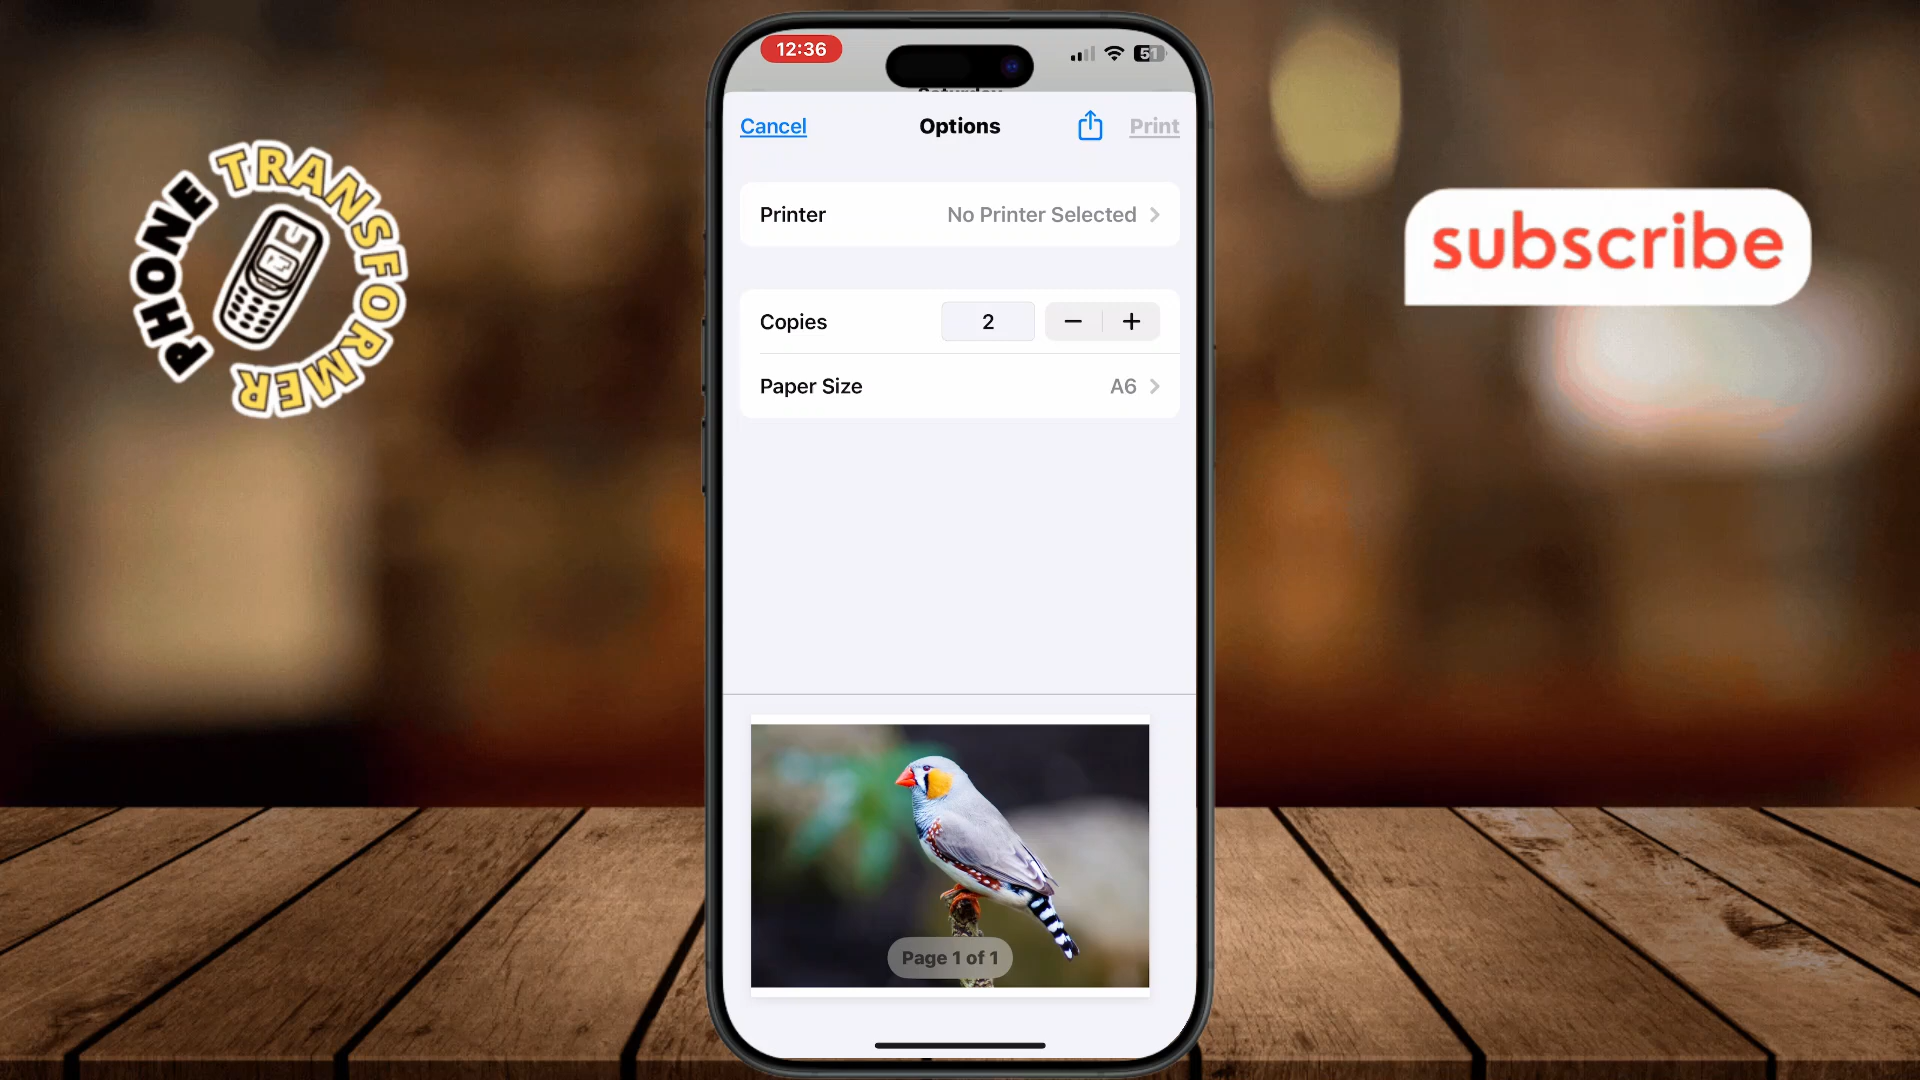 PHONE TRANSFORMER
12:36
51
Cancel
Options
Print
Printer
No Printer Selected
Copies
2
Paper Size
A6
Page 1 of 1
subscribe